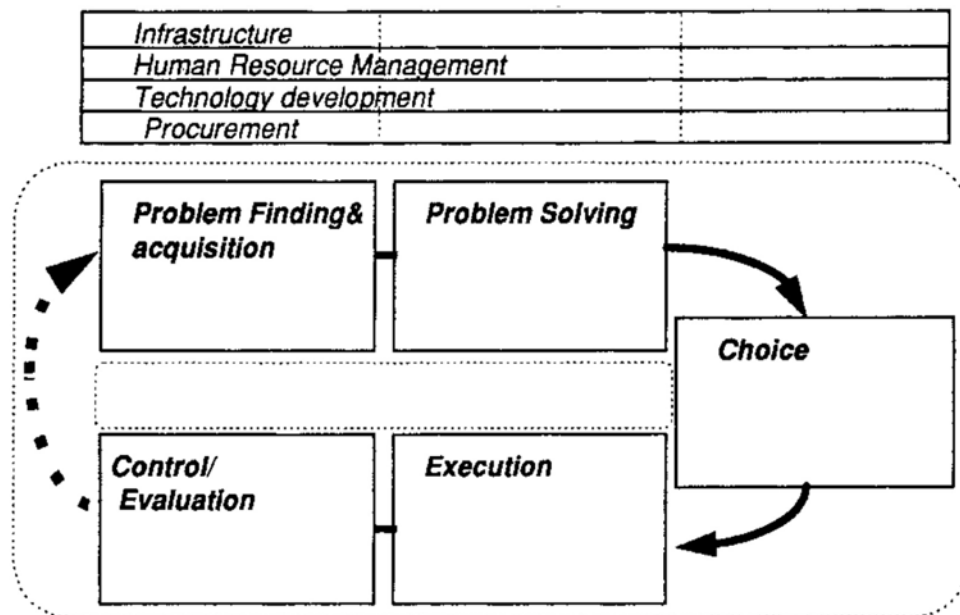 Infrastructure
Human Resource Management
Technology development
Procurement
Problem Finding&
acquisition
Problem Solving
Choice
Control/
Evaluation
Execution